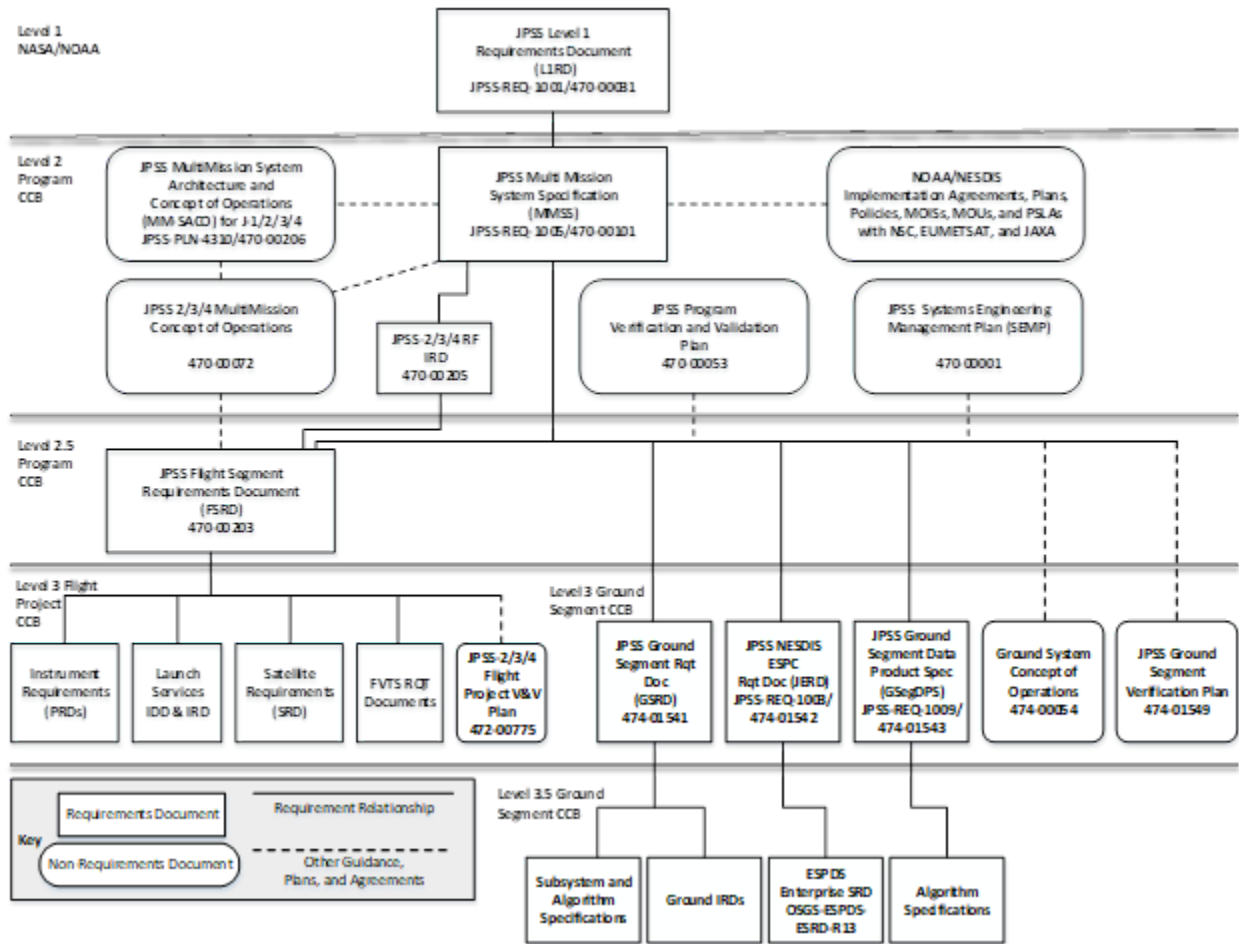 Level 1
NASA/NOAA
JPSS Level 1
Requirements Document
(L1RD)
JPSS-REQ-1001/470-00031
Level 2
Program
CCB
JPSS MultiMission System
Architecture and
Concept of Operations
(MM-SACO) for J-1/2/3/4
JPSS-PLN-4310/470-00206
JPSS Multi Mission
System Specification
(MMSS)
JPSS-REQ-1005/470-00101
NOAA/NESDIS
Implementation Agreements, Plans,
Policies, MOISs, MOUs, and PSLAs
with NSC, EUMETSAT, and JAXA
JPSS 2/3/4 MultiMission
Concept of Operations
470-00072
JPSS-2/3/4 RF
IRD
470-00205
JPSS Program
Verification and Validation
Plan
470-00053
JPSS Systems Engineering
Management Plan (SEMP)
470-00001
Level 2.5
Program
CCB
JPSS Flight Segment
Requirements Document
(FSRD)
470-00203
Level 3 Flight
Project
CCB
Level 3 Ground
Segment CCB
Instrument
Requirements
(PRDs)
Launch
Services
IDD & IRD
Satellite
Requirements
(SRD)
FVTS RQT
Documents
JPSS-2/3/4
Flight
Project V&V
Plan
472-00775
JPSS Ground
Segment Rqt
Doc
(GSRD)
474-01541
JPSS NESDIS
ESPC
Rqt Doc (JERD)
JPSS-REQ-1003/
474-01542
JPSS Ground
Segment Data
Product Spec
(GSegDPS)
JPSS-REQ-1009/
474-01543
Ground System
Concept of
Operations
474-00054
JPSS Ground
Segment
Verification Plan
474-01549
Key
Requirements Document
Requirement Relationship
Non-Requirements Document
Other Guidance,
Plans, and Agreements
Level 3.5 Ground
Segment CCB
Subsystem and
Algorithm
Specifications
Ground IRDs
ESPDS
Enterprise SRD
OSGS-ESPDS-
ESRD-R13
Algorithm
Specifications